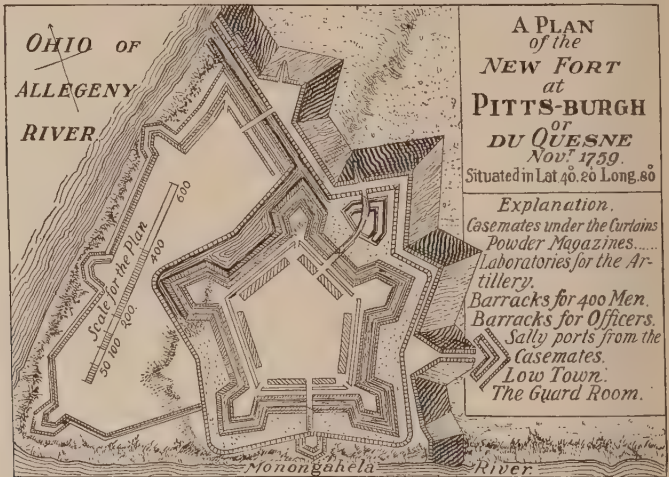 OHIO OF
ALLEGENY
RIVER
A PLAN
of the
NEW FORT
at
PITTS-BURGH
or
DU QUESNE
Novr. 1759.
Situated in Lat 40.20 Long. 80
Explanation.
Casemates under the Curtains
Powder Magazines......
Laboratories for the Ar-
tillery.
Barracks for 400 Men.
Barracks for Officers.
Sally ports from the
Casemates.
Low Town.
The Guard Room.
Scale for the Plan
50 100 200. 400 600
Monongahela River.